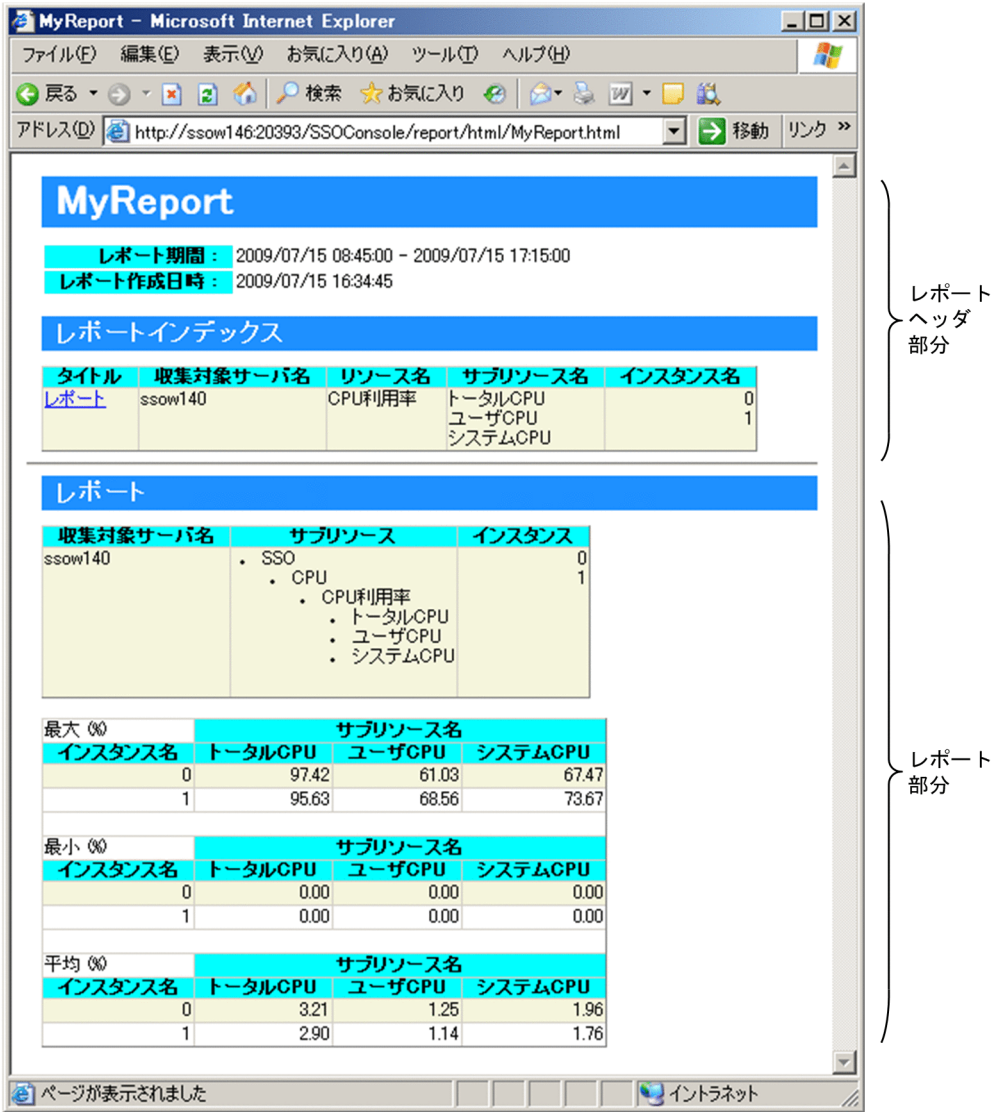 MyReport - Microsoft Internet Explorer
ファイル(F) 編集(E) 表示(V) お気に入り(A) ツール(T) ヘルプ(H)
戻る 検索 お気に入り
アドレス(D) http://ssow146:20393/SSOConsole/report/html/MyReport.html 移動 リンク »
MyReport
レポート期間： 2009/07/15 08:45:00 - 2009/07/15 17:15:00
レポート作成日時： 2009/07/15 16:34:45
レポートインデックス
タイトル 収集対象サーバ名 リソース名 サブリソース名 インスタンス名
レポート ssow140 CPU利用率 トータルCPU 0
ユーザCPU 1
システムCPU
レポート
ヘッダ
部分
レポート
収集対象サーバ名 サブリソース インスタンス
ssow140 • SSO 0
• CPU 1
• CPU利用率
• トータルCPU
• ユーザCPU
• システムCPU
最大 (%) サブリソース名
インスタンス名 トータルCPU ユーザCPU システムCPU
0 97.42 61.03 67.47
1 95.63 68.56 73.67
最小 (%) サブリソース名
インスタンス名 トータルCPU ユーザCPU システムCPU
0 0.00 0.00 0.00
1 0.00 0.00 0.00
平均 (%) サブリソース名
インスタンス名 トータルCPU ユーザCPU システムCPU
0 3.21 1.25 1.96
1 2.90 1.14 1.76
レポート
部分
ページが表示されました イントラネット